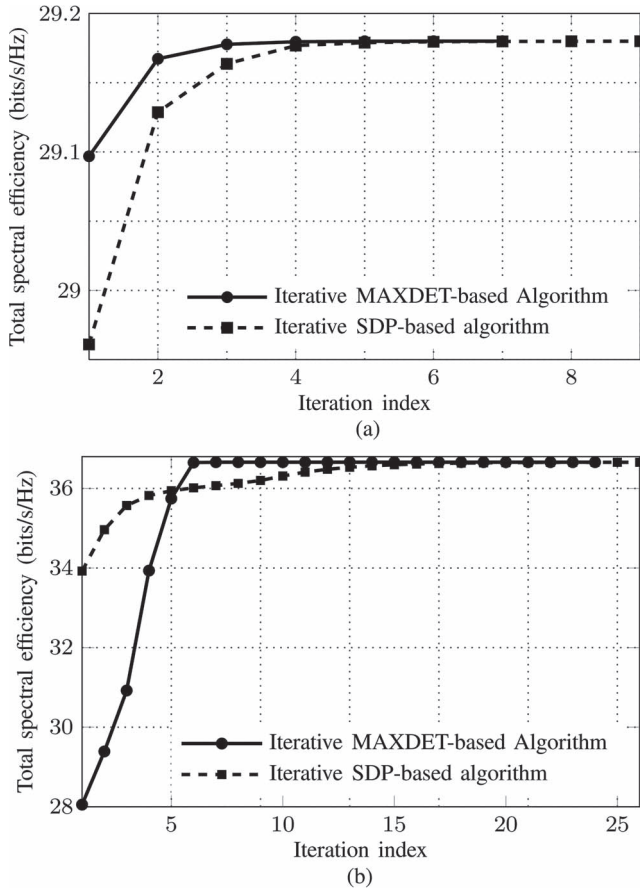 29.2
29.1
29
Total spectral efficiency (bits/s/Hz)
Iterative MAXDET-based Algorithm
Iterative SDP-based algorithm
2 4 6 8
Iteration index
(a)
36
34
32
30
28
Total spectral efficiency (bits/s/Hz)
Iterative MAXDET-based Algorithm
Iterative SDP-based algorithm
5 10 15 20 25
Iteration index
(b)